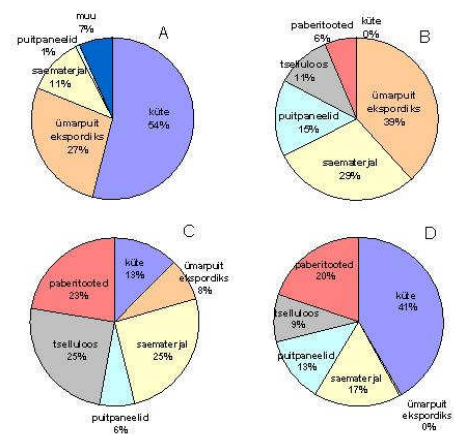 A
muu
7%
puitpaneelid
1%
saematerjal
11%
ümarpuit
ekspordiks
27%
küte
54%
B
küte
0%
paberitooted
6%
tselluloos
11%
puitpaneelid
15%
saematerjal
29%
ümarpuit
ekspordiks
39%
C
küte
13%
ümarpuit
ekspordiks
8%
saematerjal
25%
puitpaneelid
6%
tselluloos
25%
paberitooted
23%
D
küte
41%
ümarpuit
ekspordiks
0%
saematerjal
17%
puitpaneelid
13%
tselluloos
9%
paberitooted
20%